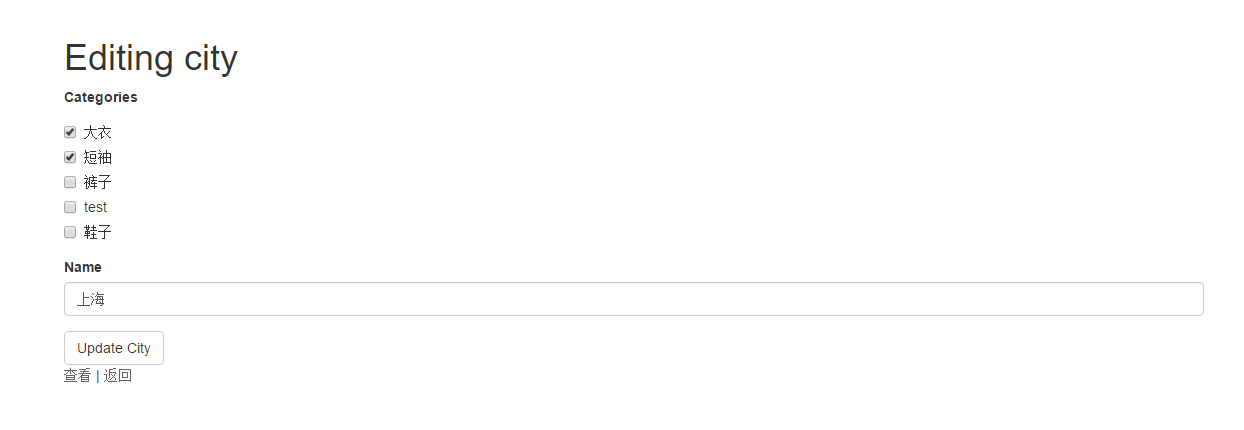 Editing city
Categories
大衣
短袖
裤子
test
鞋子
Name
上海
Update City
查看 | 返回